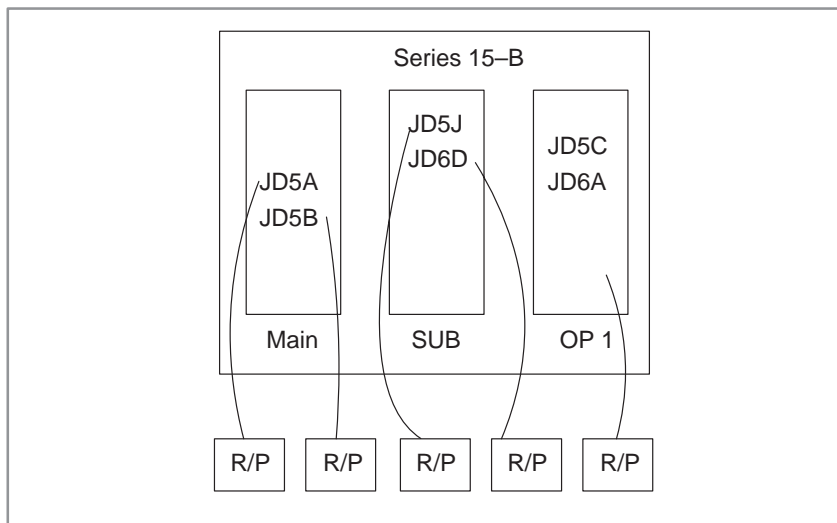 Series 15–B
JD5A
JD5B
Main
JD5J
JD6D
SUB
JD5C
JD6A
OP 1
R/P
R/P
R/P
R/P
R/P